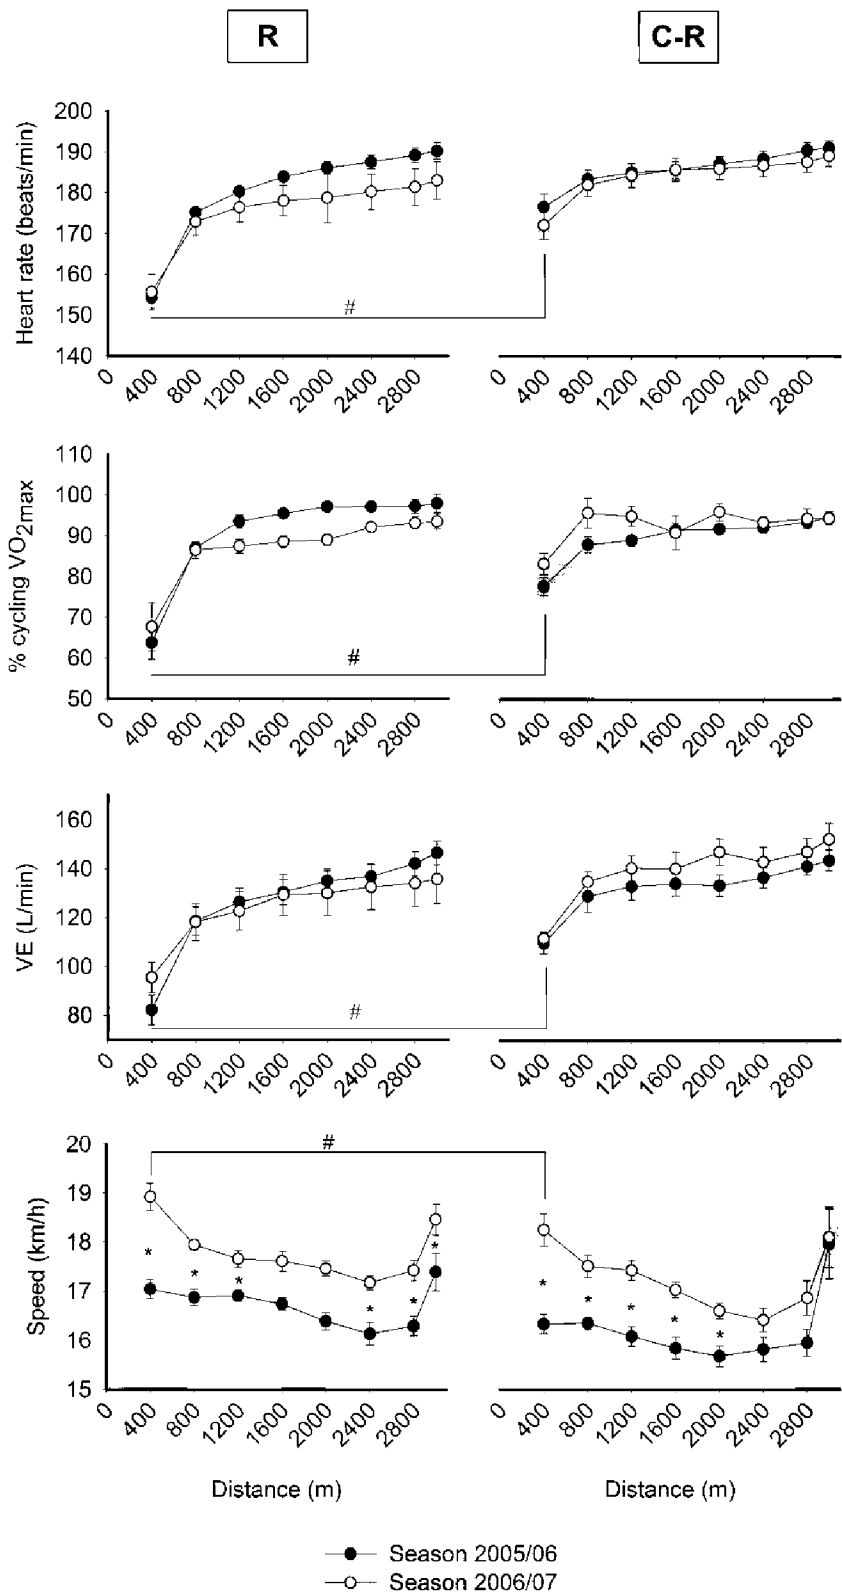 R
C-R
Heart rate (beats/min)
200
190
180
170
160
150
140
#
0 400 800 1200 1600 2000 2400 2800
0 400 800 1200 1600 2000 2400 2800
% cycling VO2max
110
100
90
80
70
60
50
#
0 400 800 1200 1600 2000 2400 2800
0 400 800 1200 1600 2000 2400 2800
VE (L/min)
160
140
120
100
80
#
0 400 800 1200 1600 2000 2400 2800
0 400 800 1200 1600 2000 2400 2800
Speed (km/h)
20
19
18
17
16
15
#
* * * * * *
* * * * *
0 400 800 1200 1600 2000 2400 2800
0 400 800 1200 1600 2000 2400 2800
Distance (m)
Distance (m)
Season 2005/06
Season 2006/07